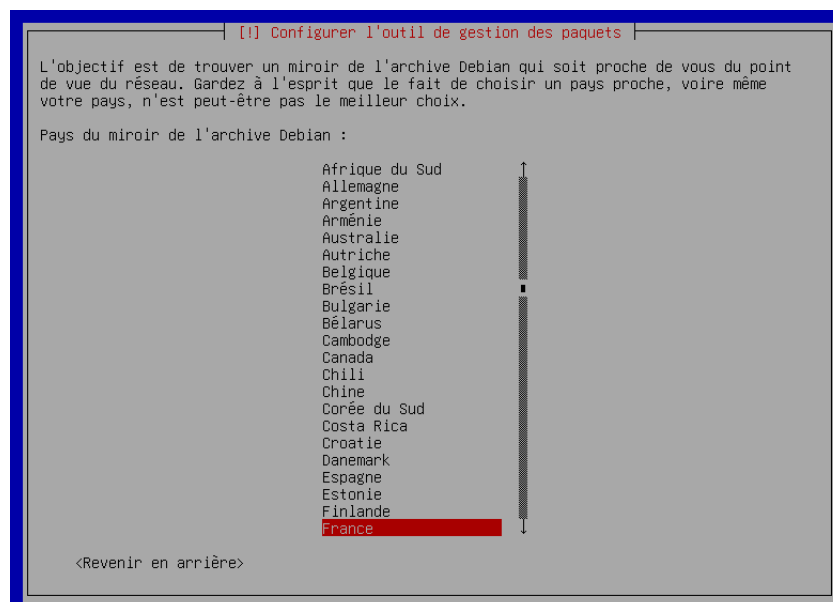 [!] Configurer l'outil de gestion des paquets
L'objectif est de trouver un miroir de l'archive Debian qui soit proche de vous du point
de vue du réseau. Gardez à l'esprit que le fait de choisir un pays proche, voire même
votre pays, n'est peut-être pas le meilleur choix.
Pays du miroir de l'archive Debian :
Afrique du Sud
Allemagne
Argentine
Arménie
Australie
Autriche
Belgique
Brésil
Bulgarie
Bélarus
Cambodge
Canada
Chili
Chine
Corée du Sud
Costa Rica
Croatie
Danemark
Espagne
Estonie
Finlande
France
<Revenir en arrière>